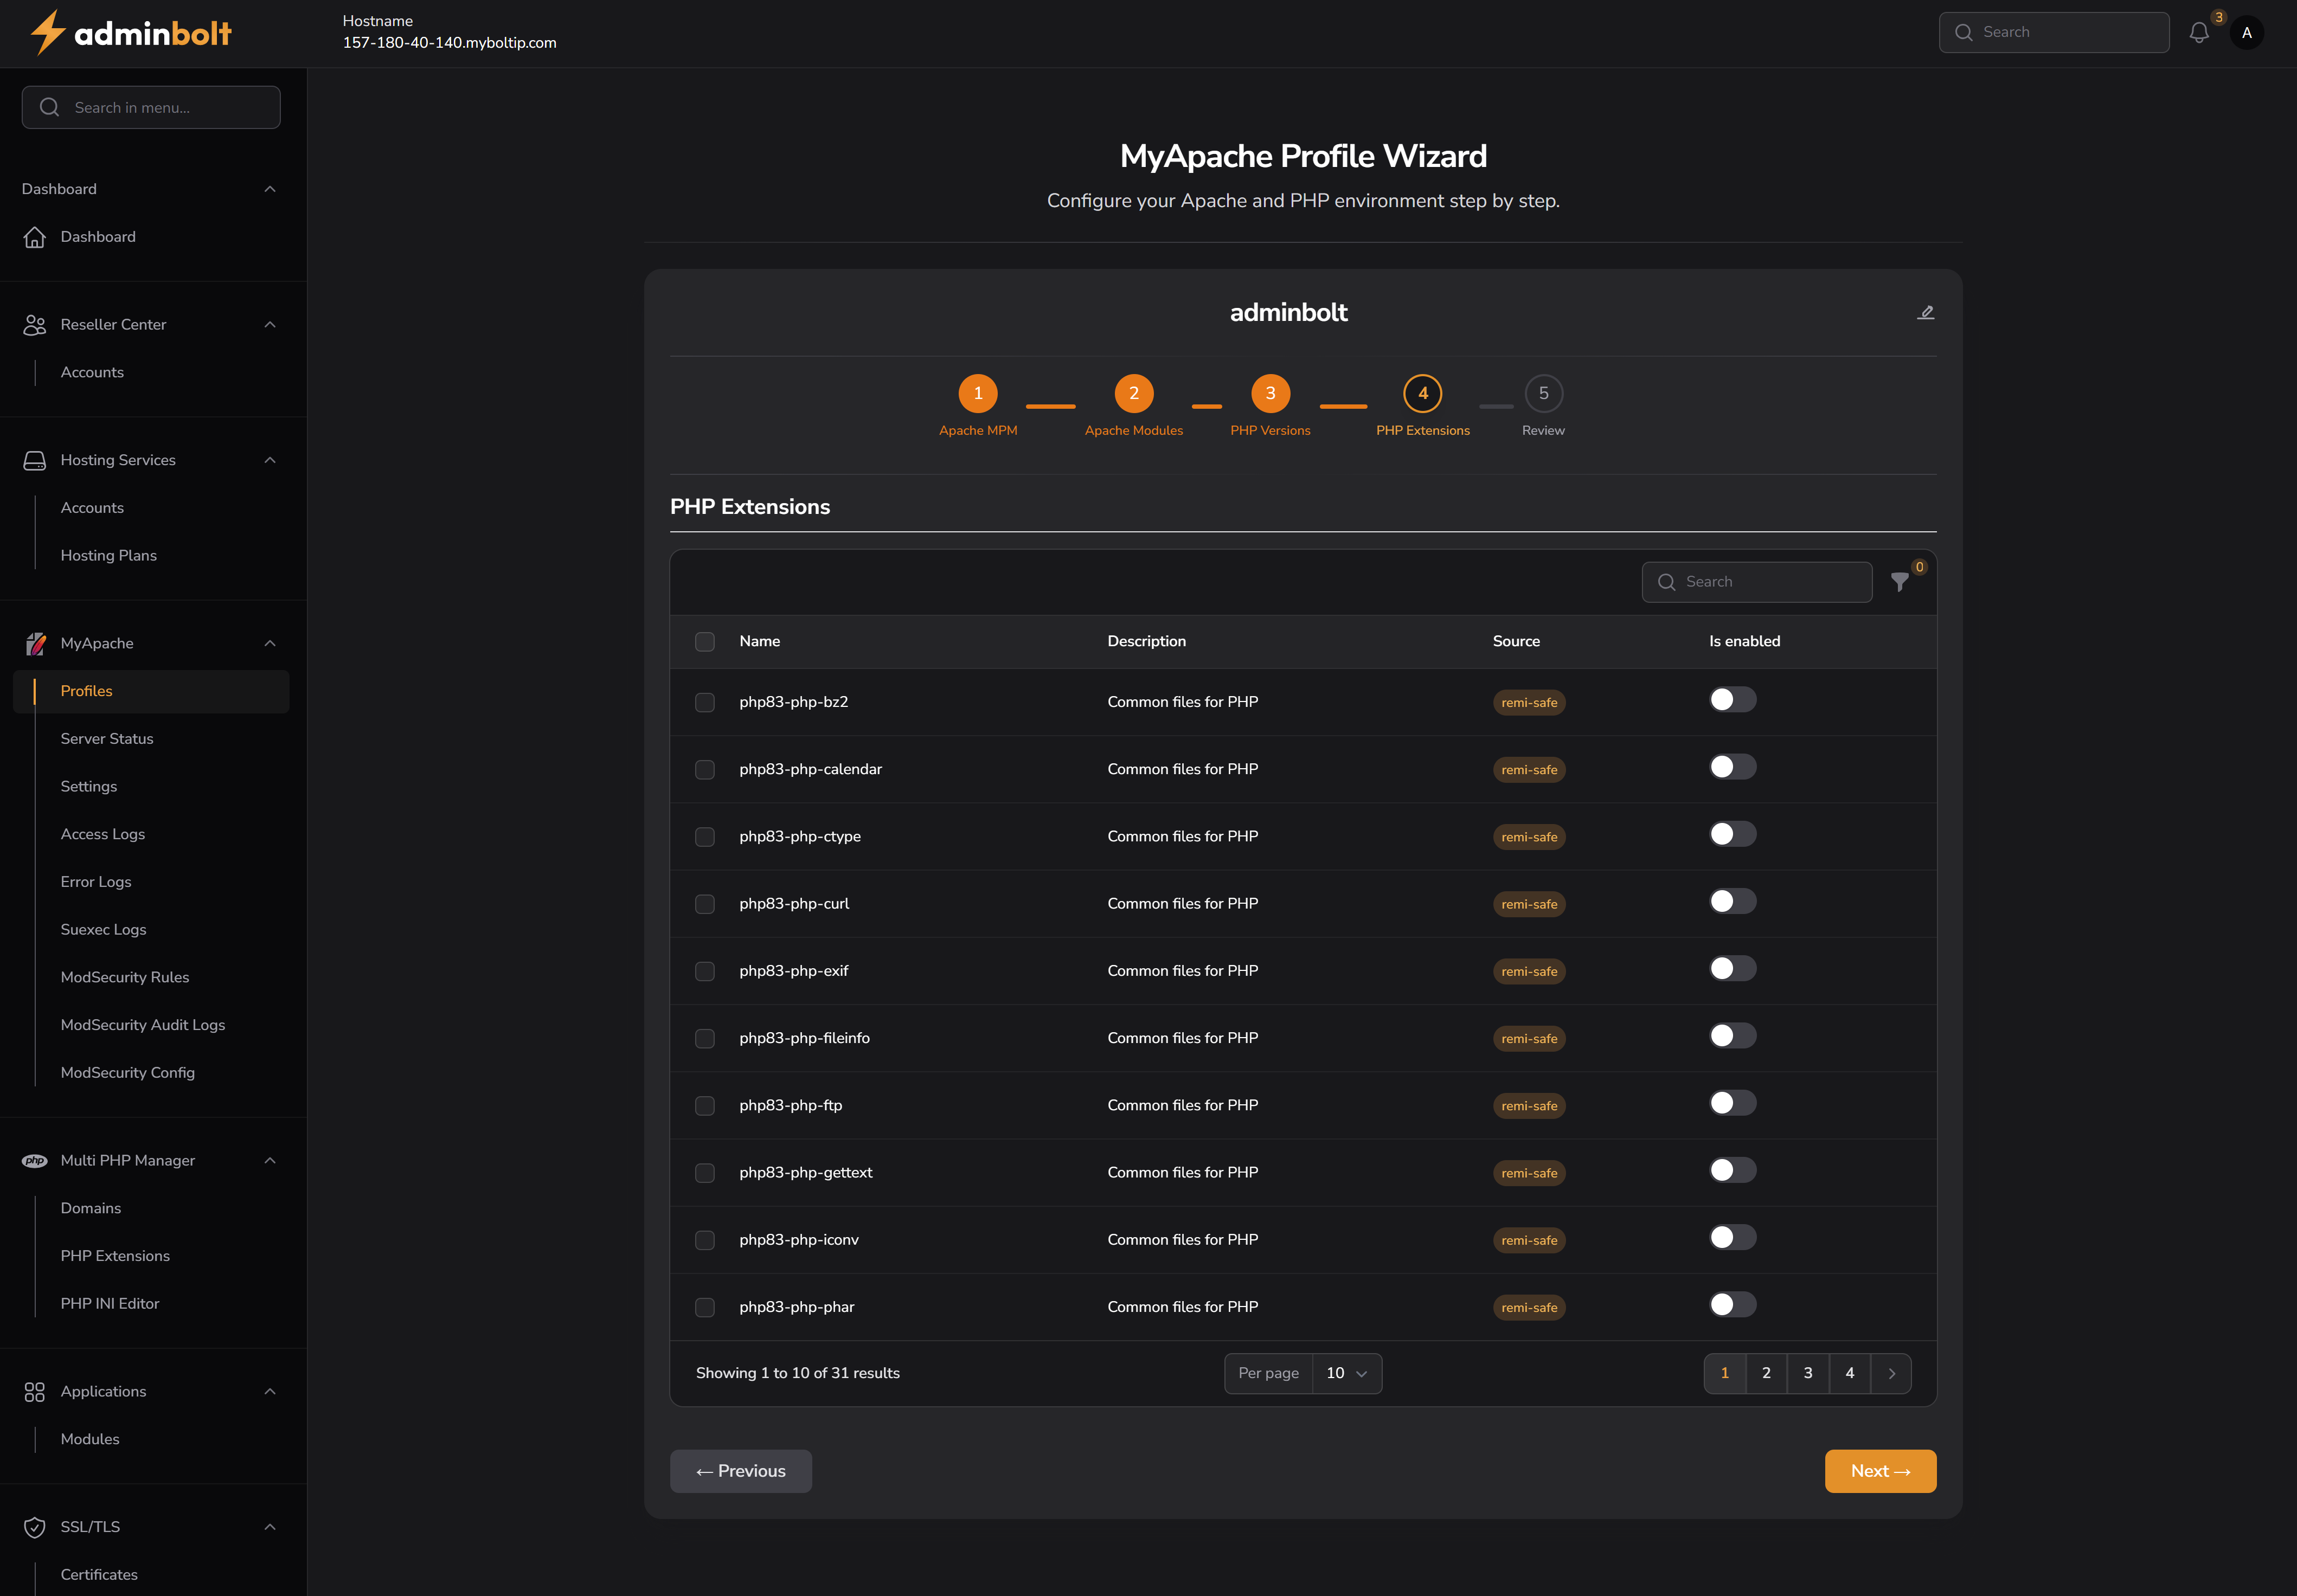 adminbolt
Hostname
157-180-40-140.myboltip.com
Search
3
A
Search in menu...
Dashboard
Dashboard
Reseller Center
Accounts
Hosting Services
Accounts
Hosting Plans
MyApache
Profiles
Server Status
Settings
Access Logs
Error Logs
Suexec Logs
ModSecurity Rules
ModSecurity Audit Logs
ModSecurity Config
php Multi PHP Manager
Domains
PHP Extensions
PHP INI Editor
Applications
Modules
SSL/TLS
Certificates
MyApache Profile Wizard
Configure your Apache and PHP environment step by step.
adminbolt
1 2 3 4 5
Apache MPM Apache Modules PHP Versions PHP Extensions Review
PHP Extensions
Search 0
Name Description Source Is enabled
php83-php-bz2 Common files for PHP remi-safe
php83-php-calendar Common files for PHP remi-safe
php83-php-ctype Common files for PHP remi-safe
php83-php-curl Common files for PHP remi-safe
php83-php-exif Common files for PHP remi-safe
php83-php-fileinfo Common files for PHP remi-safe
php83-php-ftp Common files for PHP remi-safe
php83-php-gettext Common files for PHP remi-safe
php83-php-iconv Common files for PHP remi-safe
php83-php-phar Common files for PHP remi-safe
Showing 1 to 10 of 31 results Per page 10 1 2 3 4
← Previous Next →